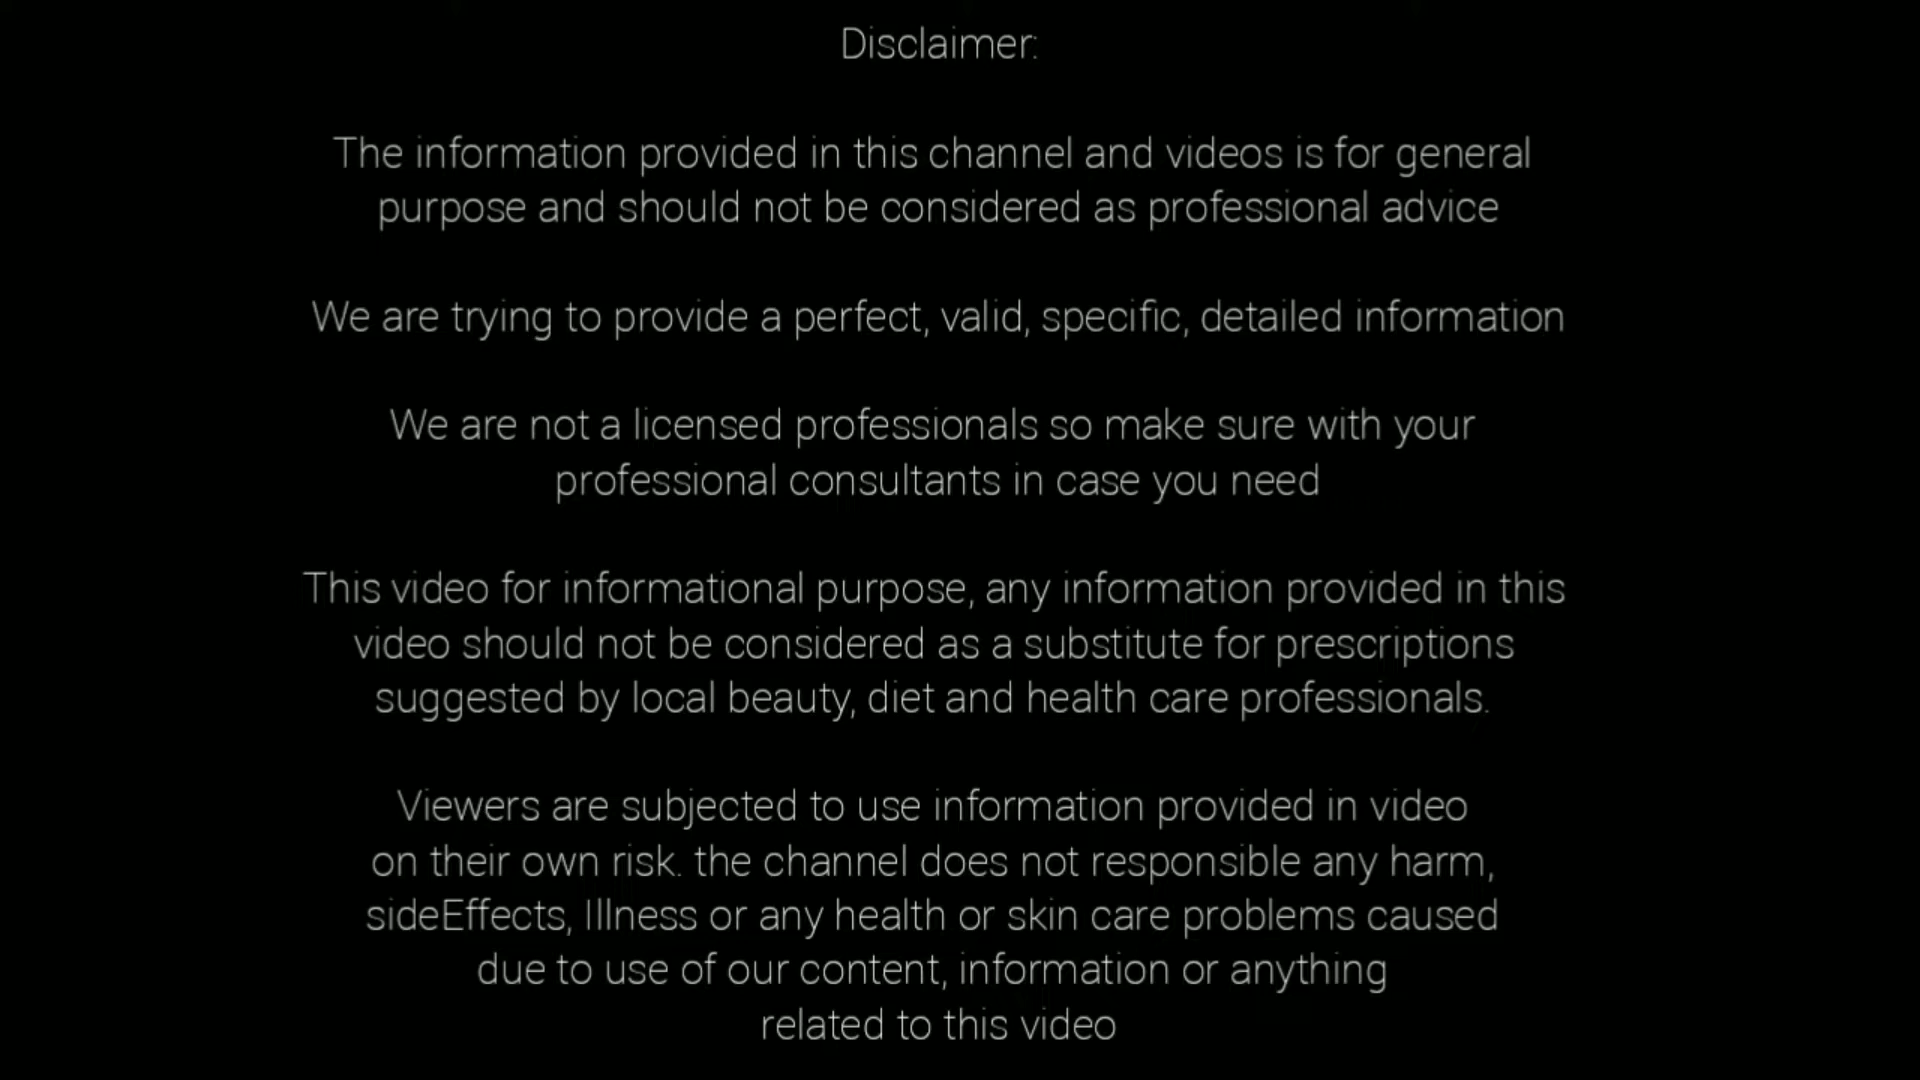 Disclaimer:
The information provided in this channel and videos is for general
purpose and should not be considered as professional advice
We are trying to provide a perfect, valid, specific, detailed information
We are not a licensed professionals so make sure with your
professional consultants in case you need
This video for informational purpose, any information provided in this
video should not be considered as a substitute for prescriptions
suggested by local beauty, diet and health care professionals.
Viewers are subjected to use information provided in video
on their own risk. the channel does not responsible any harm,
sideEffects, Illness or any health or skin care problems caused
due to use of our content, information or anything
related to this video